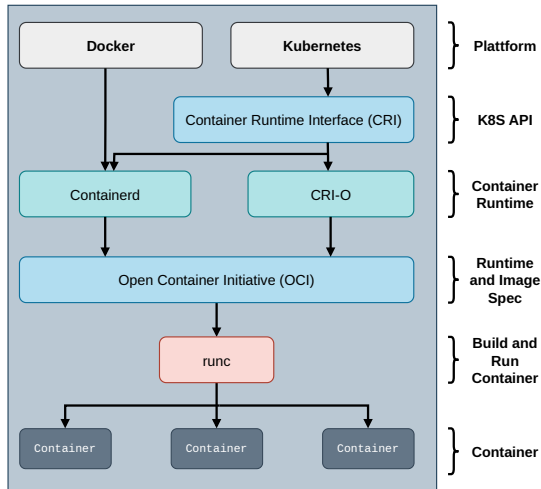 Docker
Kubernetes
Plattform
Container Runtime Interface (CRI)
K8S API
Containerd
CRI-O
Container
Runtime
Open Container Initiative (OCI)
Runtime
and Image
Spec
runc
Build and
Run
Container
Container
Container
Container
Container